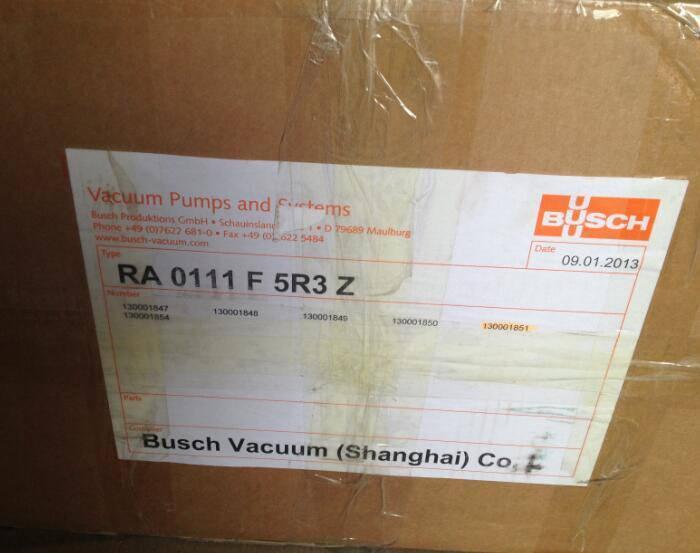 Vacuum Pumps and Systems
BUSCH
Busch Produktions GmbH • Schauinsland • D 79689 Maulburg
Phone +49 (0)7622 681-0 • Fax +49 (0) 622 5484
www.busch-vacuum.com
Date
09.01.2013
Type
RA 0111 F 5R3 Z
Number
130001847 130001848 130001849 130001850 130001851
130001854
Parts
Customer
Busch Vacuum (Shanghai) Co.